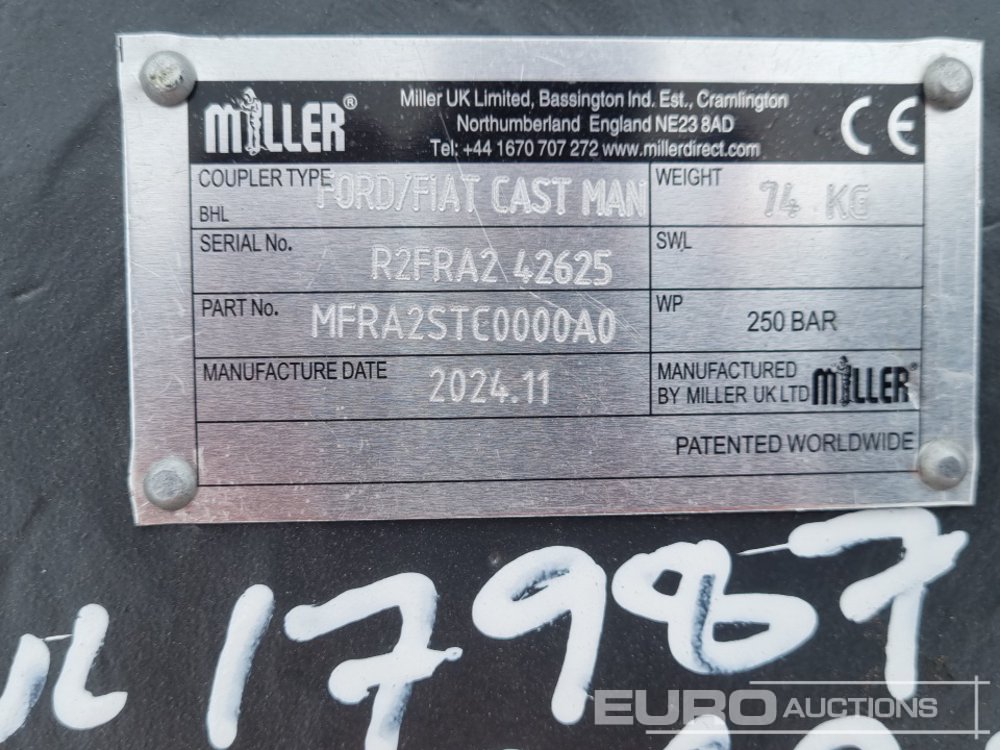 MILLER®
Miller UK Limited, Bassington Ind. Est., Cramlington
Northumberland England NE23 8AD
Tel: +44 1670 707 272 www.millerdirect.com
CE
COUPLER TYPE FORD/FIAT CAST MAN
BHL
WEIGHT 74 KG
SERIAL No. R2FRA2 42625
SWL
PART No. MFRA2STC0000A0
WP 250 BAR
MANUFACTURE DATE 2024.11
MANUFACTURED
BY MILLER UK LTD MILLER®
PATENTED WORLDWIDE
17987
EURO AUCTIONS